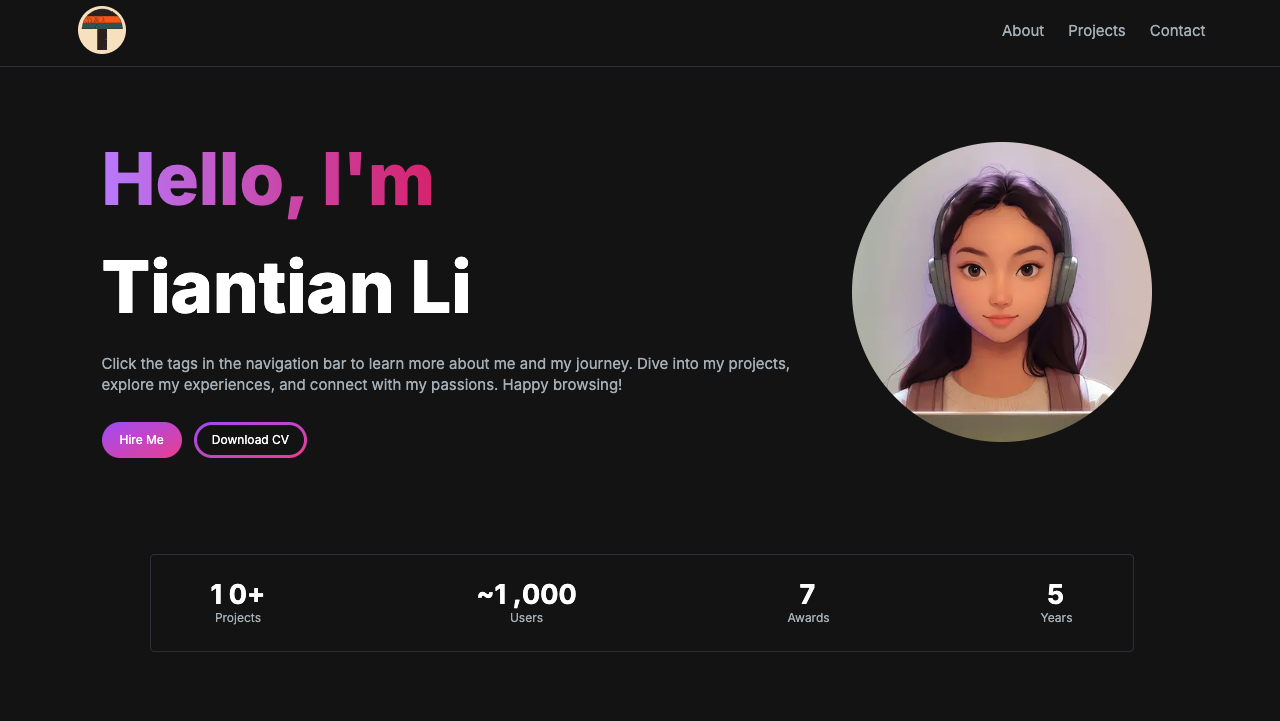 About Projects Contact
Hello, I'm
Tiantian Li
Click the tags in the navigation bar to learn more about me and my journey. Dive into my projects,
explore my experiences, and connect with my passions. Happy browsing!
Hire Me Download CV
10+ ~1,000 7 5
Projects Users Awards Years